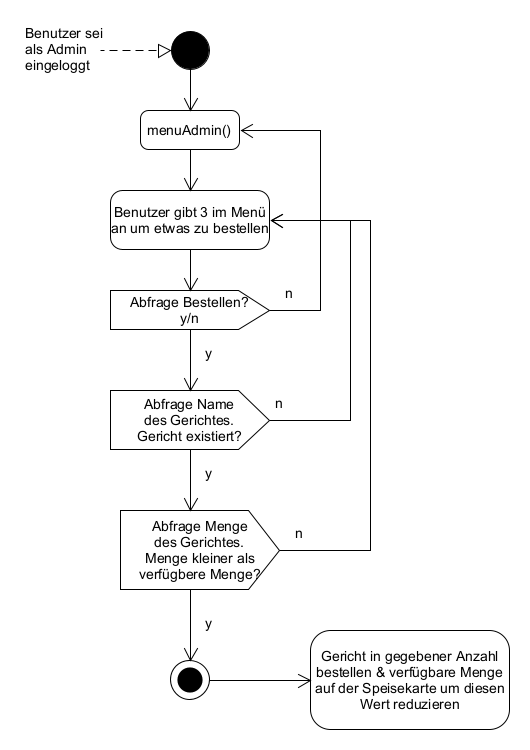 Benutzer sei
als Admin
eingeloggt
menuAdmin()
Benutzer gibt 3 im Menü
an um etwas zu bestellen
Abfrage Bestellen?
y/n
n
y
Abfrage Name
des Gerichtes.
Gericht existiert?
n
y
Abfrage Menge
des Gerichtes.
Menge kleiner als
verfügbere Menge?
n
y
Gericht in gegebener Anzahl
bestellen & verfügbare Menge
auf der Speisekarte um diesen
Wert reduzieren